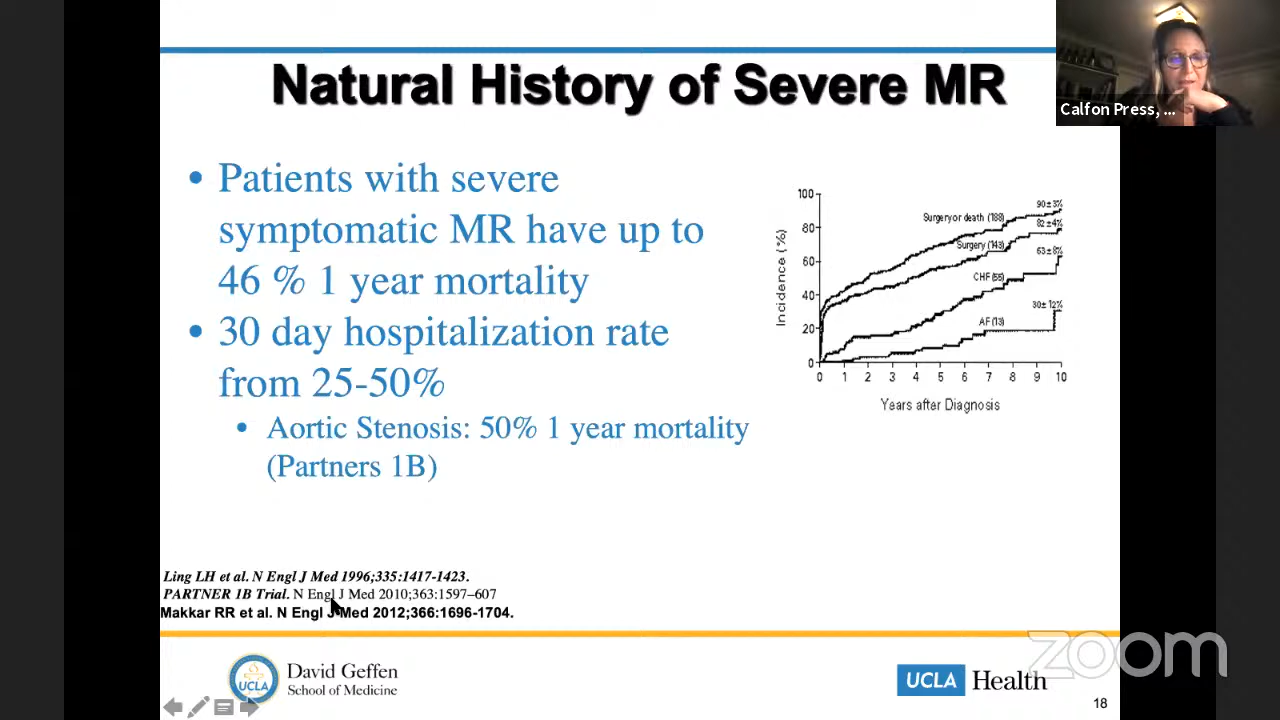 Natural History of Severe MR
Calfon Press, ...
• Patients with severe
symptomatic MR have up to
46 % 1 year mortality
• 30 day hospitalization rate
from 25-50%
• Aortic Stenosis: 50% 1 year mortality
(Partners 1B)
Incidence (%)
100
80
60
40
20
0
Surgery or death (188)
90±3%
Surgery (143)
82±4%
CHF (55)
63±8%
AF (13)
30±12%
0 1 2 3 4 5 6 7 8 9 10
Years after Diagnosis
Ling LH et al. N Engl J Med 1996;335:1417-1423.
PARTNER 1B Trial. N Engl J Med 2010;363:1597–607
Makkar RR et al. N Engl J Med 2012;366:1696-1704.
UCLA
David Geffen
School of Medicine
UCLA Health
zoom
18